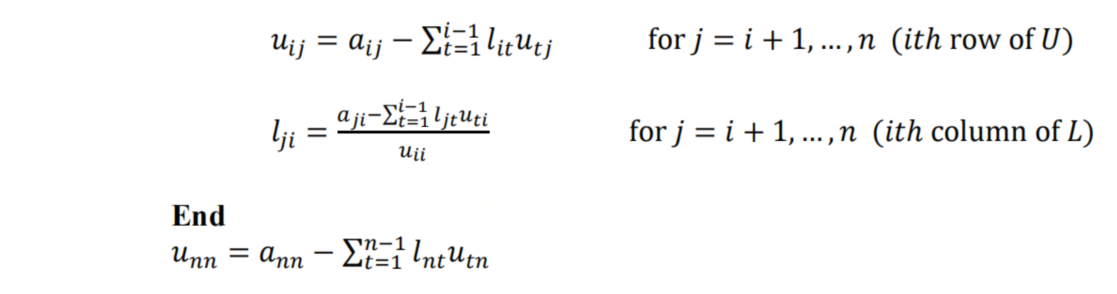 u_{ij} = a_{ij} − ∑_{t=1}^{i−1} l_{it}u_{tj} for j = i + 1, … , n (ith row of U)
l_{ji} = \frac{a_{ji}−∑_{t=1}^{i−1} l_{jt}u_{ti}}{u_{ii}} for j = i + 1, … , n (ith column of L)
End
u_{nn} = a_{nn} − ∑_{t=1}^{n−1} l_{nt}u_{tn}